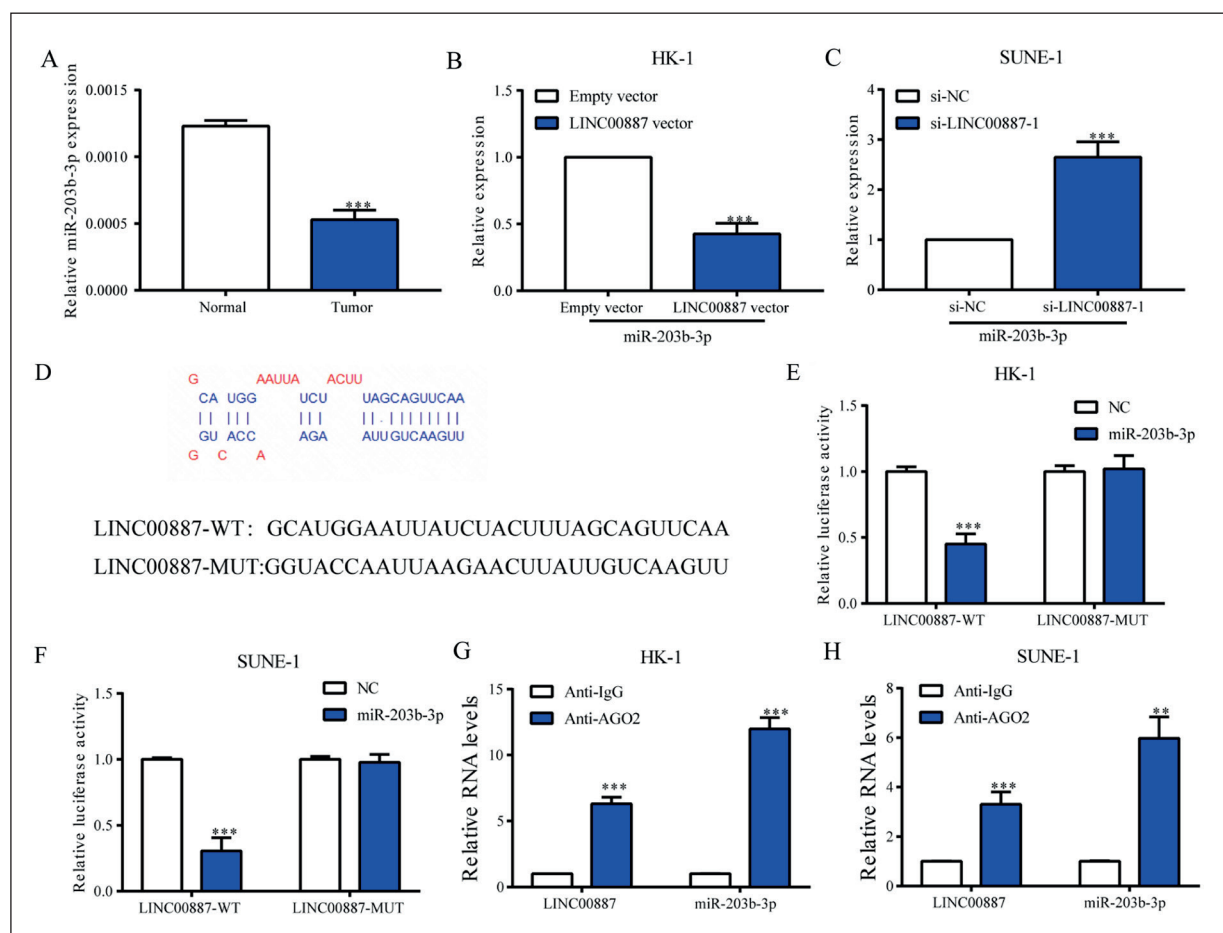 A
Relative miR-203b-3p expression
0.0015
0.0010
0.0005
0.0000
***
Normal
Tumor
B
HK-1
Empty vector
LINC00887 vector
Relative expression
1.0
0.5
0.0
***
Empty vector
LINC00887 vector
miR-203b-3p
C
SUNE-1
si-NC
si-LINC00887-1
Relative expression
4
3
2
1
0
***
si-NC
si-LINC00887-1
miR-203b-3p
D
G AAUUA ACUU
CA UGG UCU UAGCAGUUCAA
GU ACC AGA AUUGUCAAGUU
G C A
LINC00887-WT: GCAUGGAAUUAUCUACUUUAGCAGUUCAA
LINC00887-MUT:GGUACCAAUUAAGAACUUAUUGUCAAGUU
E
HK-1
NC
miR-203b-3p
Relative luciferase activity
1.5
1.0
0.5
0.0
***
LINC00887-WT
LINC00887-MUT
F
SUNE-1
NC
miR-203b-3p
Relative luciferase activity
1.5
1.0
0.5
0.0
***
LINC00887-WT
LINC00887-MUT
G
HK-1
Anti-IgG
Anti-AGO2
Relative RNA levels
15
10
5
0
***
***
LINC00887
miR-203b-3p
H
SUNE-1
Anti-IgG
Anti-AGO2
Relative RNA levels
8
6
4
2
0
***
**
LINC00887
miR-203b-3p